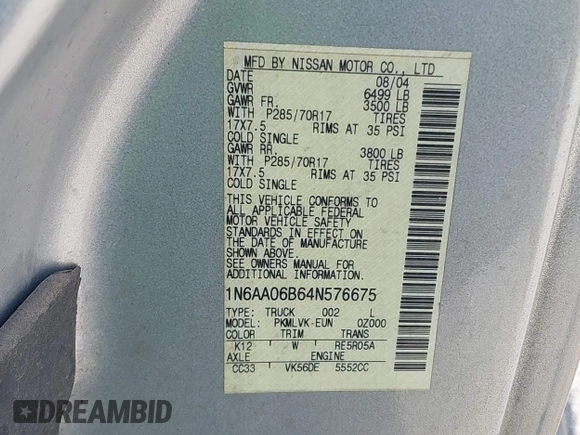 MFD BY NISSAN MOTOR CO., LTD
DATE 08/04
GVWR 6499 LB
GAWR FR. 3500 LB
WITH P285/70R17 TIRES
17X7.5 RIMS AT 35 PSI
COLD SINGLE
GAWR RR. 3800 LB
WITH P285/70R17 TIRES
17X7.5 RIMS AT 35 PSI
COLD SINGLE
THIS VEHICLE CONFORMS TO
ALL APPLICABLE FEDERAL
MOTOR VEHICLE SAFETY
STANDARDS IN EFFECT ON
THE DATE OF MANUFACTURE
SHOWN ABOVE.
SEE OWNERS MANUAL FOR
ADDITIONAL INFORMATION.
1N6AA06B64N576675
TYPE: TRUCK 002 L
MODEL: PKMLVK-EUN 0Z000
COLOR TRIM TRANS
K12 W RE5R05A
AXLE ENGINE
CC33 VK56DE 5552CC
DREAMBID